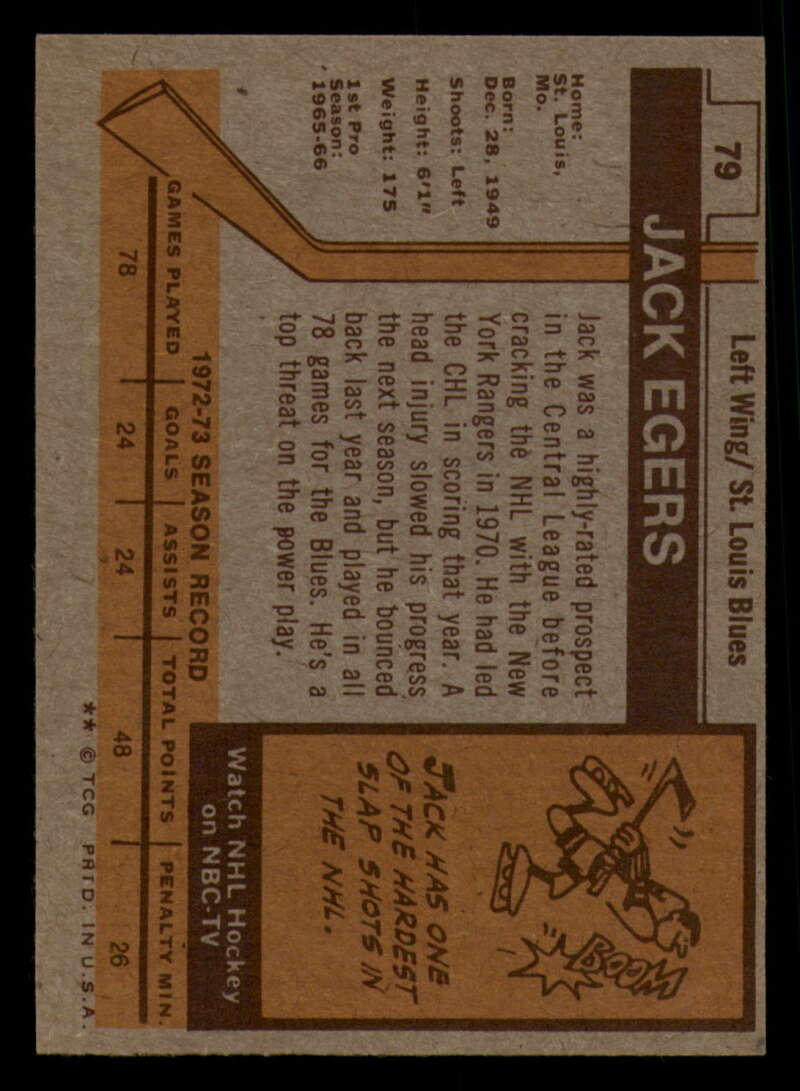 79
Left Wing/ St. Louis Blues
JACK EGERS
Home:
St. Louis,
Mo.
Born:
Dec. 28, 1949
Shoots: Left
Height: 6'1"
Weight: 175
1st Pro
Season:
1965-66
Jack was a highly-rated prospect
in the Central League before
cracking the NHL with the New
York Rangers in 1970. He had led
the CHL in scoring that year. A
head injury slowed his progress
the next season, but he bounced
back last year and played in all
78 games for the Blues. He's a
top threat on the power play.
BOOM
JACK HAS ONE
OF THE HARDEST
SLAP SHOTS IN
THE NHL.
Watch NHL Hockey
on NBC-TV
1972-73 SEASON RECORD
GAMES PLAYED GOALS ASSISTS TOTAL POINTS PENALTY MIN.
78 24 24 48 26
** © TCG PRTD. IN U.S.A.